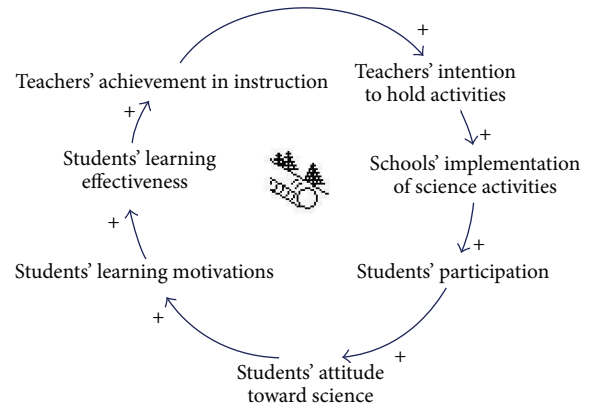 +
Teachers' achievement in instruction
Teachers' intention
to hold activities
+
+
Students' learning
effectiveness
Schools' implementation
of science activities
+
+
Students' learning motivations
Students' participation
+
+
Students' attitude
toward science